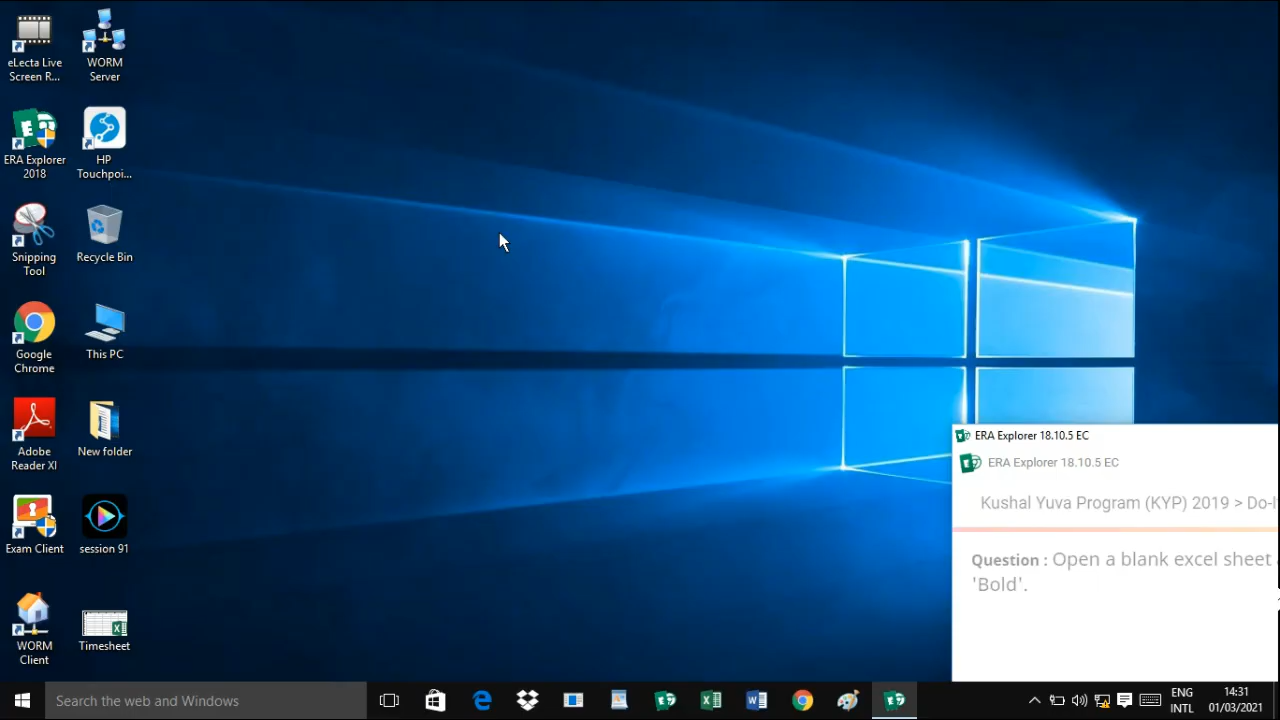 eLecta Live
Screen R...
WORM
Server
ERA Explorer
2018
HP
Touchpoi...
Snipping
Tool
Recycle Bin
Google
Chrome
This PC
Adobe
Reader XI
New folder
Exam Client
session 91
WORM
Client
Timesheet
ERA Explorer 18.10.5 EC
ERA Explorer 18.10.5 EC
Kushal Yuva Program (KYP) 2019 > Do-I
Question : Open a blank excel sheet
'Bold'.
Search the web and Windows
ENG
INTL
14:31
01/03/2021